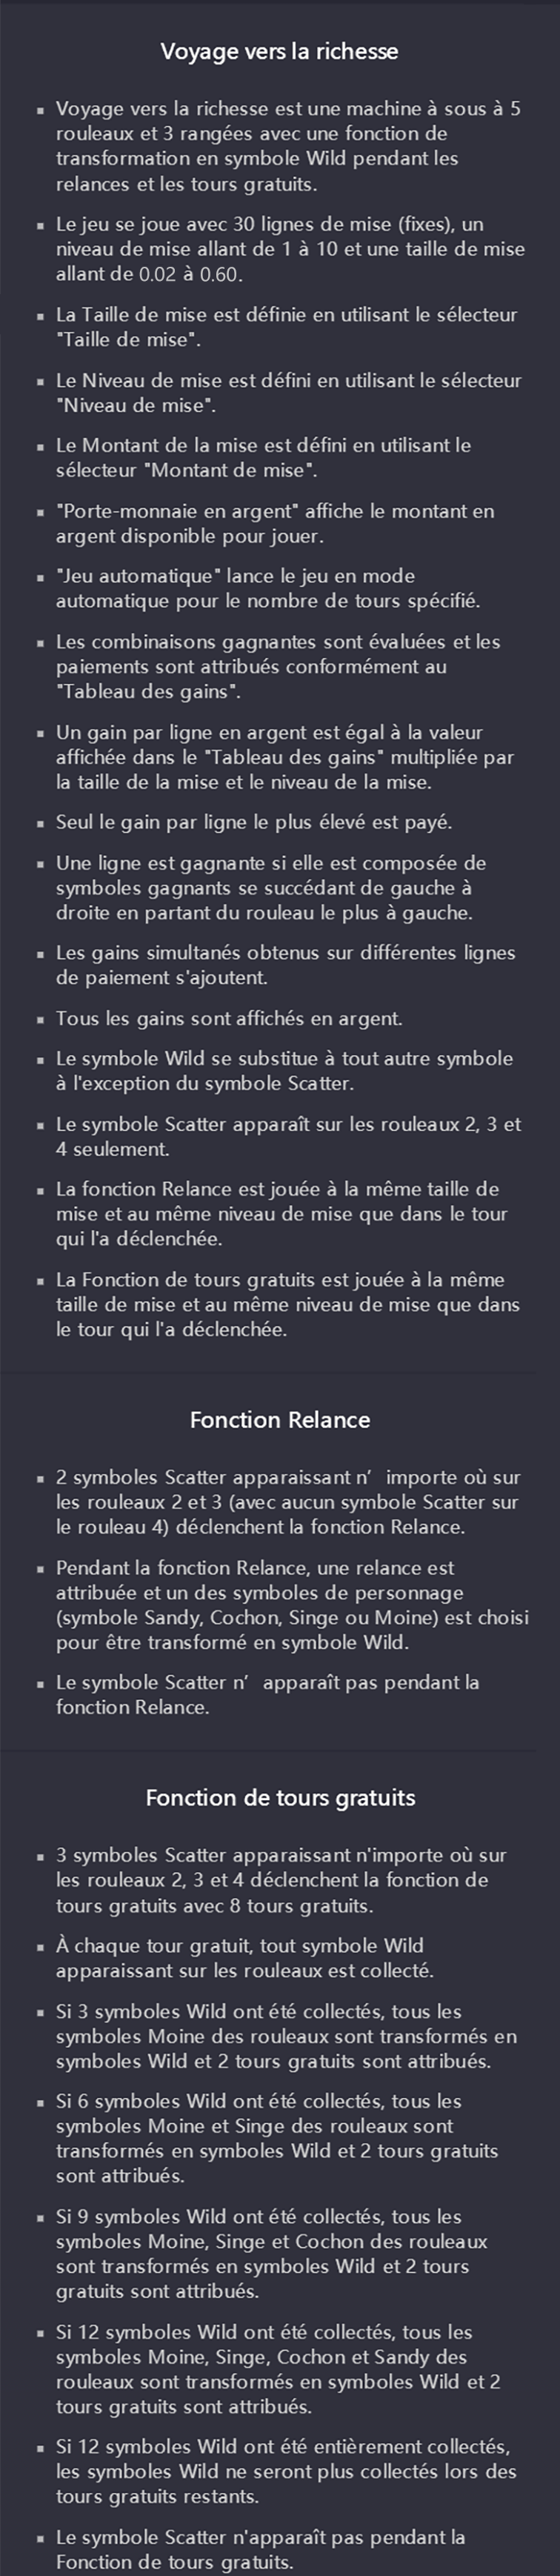 Voyage vers la richesse
▪ Voyage vers la richesse est une machine à sous à 5
rouleaux et 3 rangées avec une fonction de
transformation en symbole Wild pendant les
relances et les tours gratuits.
▪ Le jeu se joue avec 30 lignes de mise (fixes), un
niveau de mise allant de 1 à 10 et une taille de mise
allant de 0.02 à 0.60.
▪ La Taille de mise est définie en utilisant le sélecteur
"Taille de mise".
▪ Le Niveau de mise est défini en utilisant le sélecteur
"Niveau de mise".
▪ Le Montant de la mise est défini en utilisant le
sélecteur "Montant de mise".
▪ "Porte-monnaie en argent" affiche le montant en
argent disponible pour jouer.
▪ "Jeu automatique" lance le jeu en mode
automatique pour le nombre de tours spécifié.
▪ Les combinaisons gagnantes sont évaluées et les
paiements sont attribués conformément au
"Tableau des gains".
▪ Un gain par ligne en argent est égal à la valeur
affichée dans le "Tableau des gains" multipliée par
la taille de la mise et le niveau de la mise.
▪ Seul le gain par ligne le plus élevé est payé.
▪ Une ligne est gagnante si elle est composée de
symboles gagnants se succédant de gauche à
droite en partant du rouleau le plus à gauche.
▪ Les gains simultanés obtenus sur différentes lignes
de paiement s'ajoutent.
▪ Tous les gains sont affichés en argent.
▪ Le symbole Wild se substitue à tout autre symbole
à l'exception du symbole Scatter.
▪ Le symbole Scatter apparaît sur les rouleaux 2, 3 et
4 seulement.
▪ La fonction Relance est jouée à la même taille de
mise et au même niveau de mise que dans le tour
qui l'a déclenchée.
▪ La Fonction de tours gratuits est jouée à la même
taille de mise et au même niveau de mise que dans
le tour qui l'a déclenchée.
Fonction Relance
▪ 2 symboles Scatter apparaissant n’importe où sur
les rouleaux 2 et 3 (avec aucun symbole Scatter sur
le rouleau 4) déclenchent la fonction Relance.
▪ Pendant la fonction Relance, une relance est
attribuée et un des symboles de personnage
(symbole Sandy, Cochon, Singe ou Moine) est choisi
pour être transformé en symbole Wild.
▪ Le symbole Scatter n’apparaît pas pendant la
fonction Relance.
Fonction de tours gratuits
▪ 3 symboles Scatter apparaissant n'importe où sur
les rouleaux 2, 3 et 4 déclenchent la fonction de
tours gratuits avec 8 tours gratuits.
▪ À chaque tour gratuit, tout symbole Wild
apparaissant sur les rouleaux est collecté.
▪ Si 3 symboles Wild ont été collectés, tous les
symboles Moine des rouleaux sont transformés en
symboles Wild et 2 tours gratuits sont attribués.
▪ Si 6 symboles Wild ont été collectés, tous les
symboles Moine et Singe des rouleaux sont
transformés en symboles Wild et 2 tours gratuits
sont attribués.
▪ Si 9 symboles Wild ont été collectés, tous les
symboles Moine, Singe et Cochon des rouleaux
sont transformés en symboles Wild et 2 tours
gratuits sont attribués.
▪ Si 12 symboles Wild ont été collectés, tous les
symboles Moine, Singe, Cochon et Sandy des
rouleaux sont transformés en symboles Wild et 2
tours gratuits sont attribués.
▪ Si 12 symboles Wild ont été entièrement collectés,
les symboles Wild ne seront plus collectés lors des
tours gratuits restants.
▪ Le symbole Scatter n'apparaît pas pendant la
Fonction de tours gratuits.